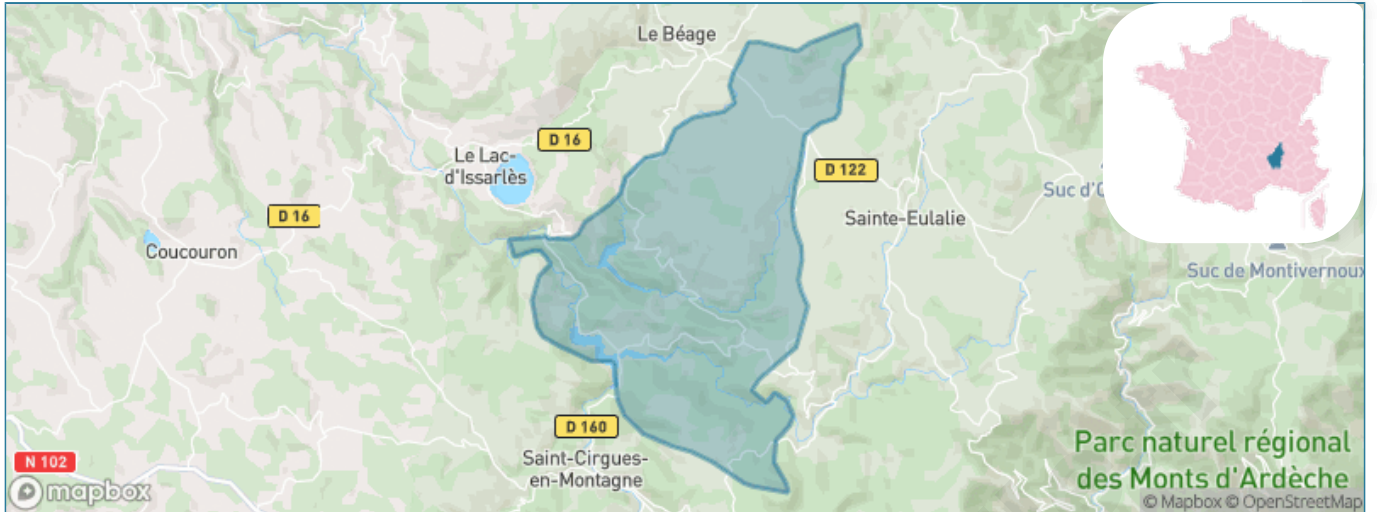 Le Béage
D 16
Le Lac-
d'Issarlès
D 122
Suc d'
D 16
Sainte-Eulalie
Coucouron
Suc de Montivernoux
D 160
Parc naturel régional
des Monts d'Ardèche
N 102
Saint-Cirgues-
en-Montagne
mapbox
© Mapbox © OpenStreetMap